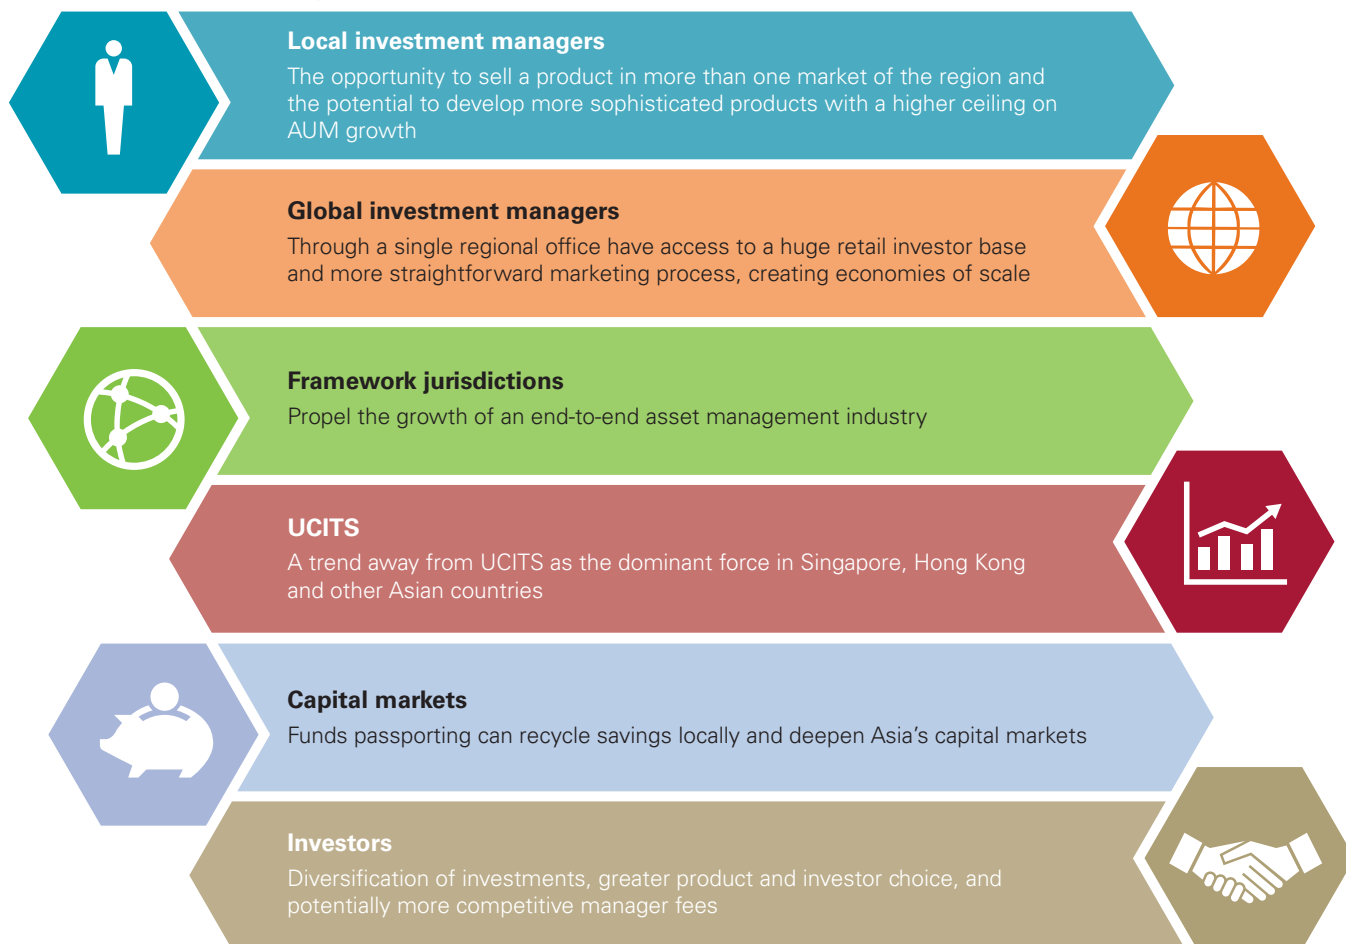 Local investment managers
The opportunity to sell a product in more than one market of the region and
the potential to develop more sophisticated products with a higher ceiling on
AUM growth
Global investment managers
Through a single regional office have access to a huge retail investor base
and more straightforward marketing process, creating economies of scale
Framework jurisdictions
Propel the growth of an end-to-end asset management industry
UCITS
A trend away from UCITS as the dominant force in Singapore, Hong Kong
and other Asian countries
Capital markets
Funds passporting can recycle savings locally and deepen Asia’s capital markets
Investors
Diversification of investments, greater product and investor choice, and
potentially more competitive manager fees